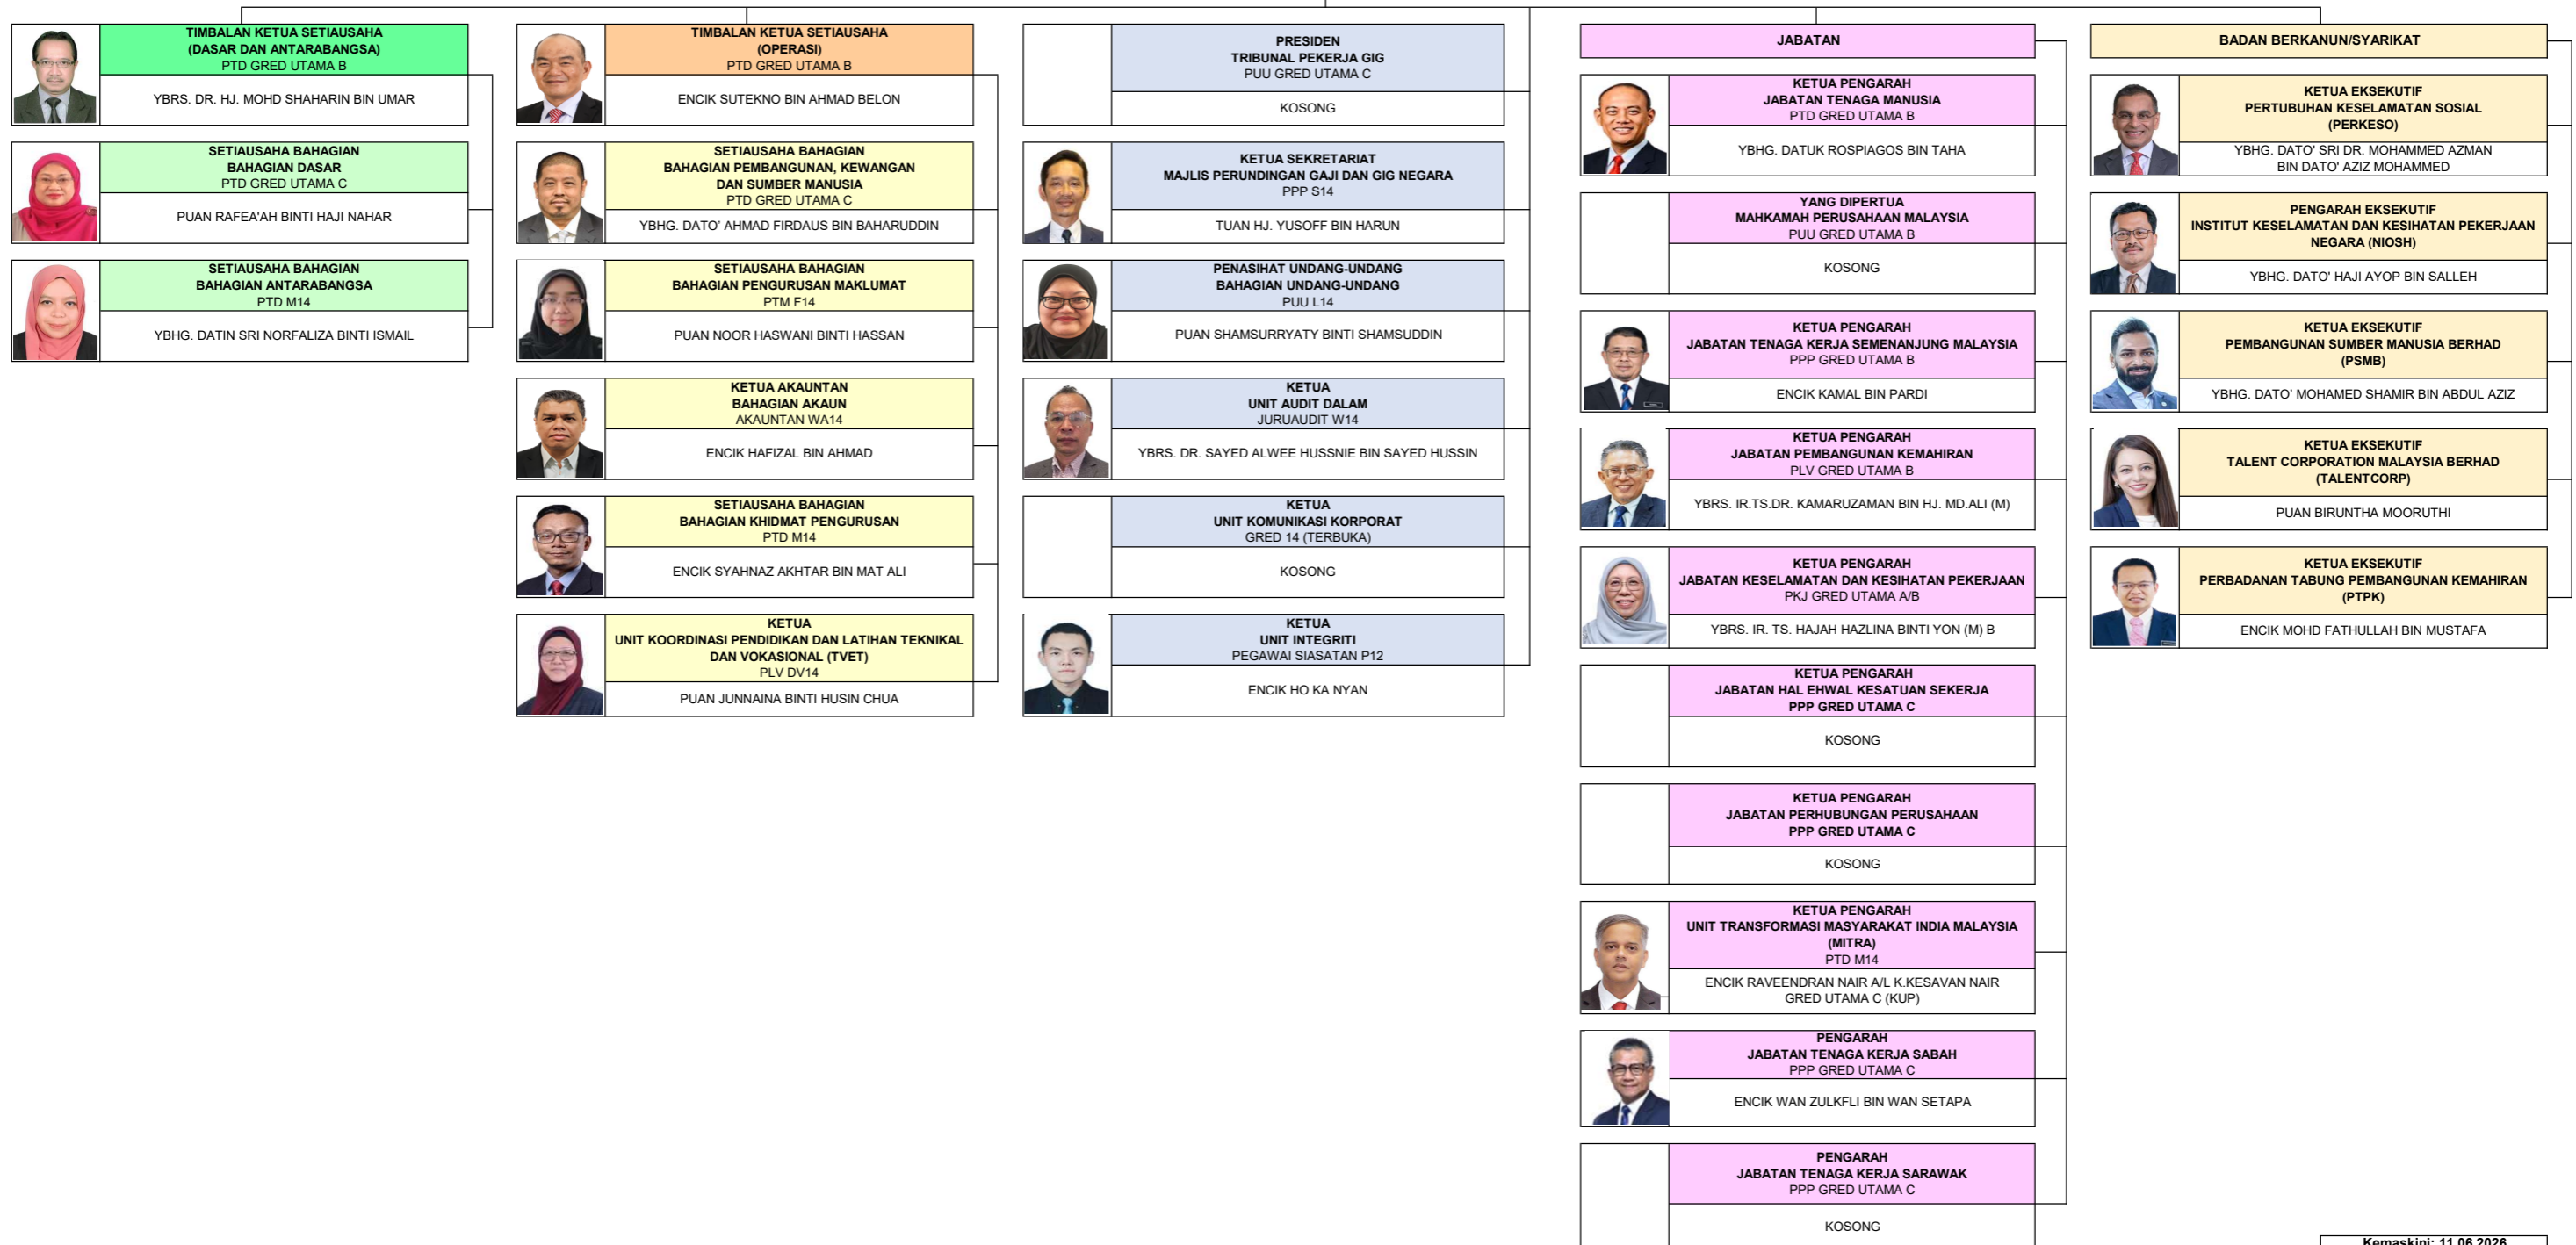 TIMBALAN KETUA SETIAUSAHA
(DASAR DAN ANTARABANGSA)
PTD GRED UTAMA B
YBRS. DR. HJ. MOHD SHAHARIN BIN UMAR
SETIAUSAHA BAHAGIAN
BAHAGIAN DASAR
PTD GRED UTAMA C
PUAN RAFEA'AH BINTI HAJI NAHAR
SETIAUSAHA BAHAGIAN
BAHAGIAN ANTARABANGSA
PTD M14
YBHG. DATIN SRI NORFALIZA BINTI ISMAIL
TIMBALAN KETUA SETIAUSAHA
(OPERASI)
PTD GRED UTAMA B
ENCIK SUTEKNO BIN AHMAD BELON
SETIAUSAHA BAHAGIAN
BAHAGIAN PEMBANGUNAN, KEWANGAN
DAN SUMBER MANUSIA
PTD GRED UTAMA C
YBHG. DATO' AHMAD FIRDAUS BIN BAHARUDDIN
SETIAUSAHA BAHAGIAN
BAHAGIAN PENGURUSAN MAKLUMAT
PTM F14
PUAN NOOR HASWANI BINTI HASSAN
KETUA AKAUNTAN
BAHAGIAN AKAUN
AKAUNTAN WA14
ENCIK HAFIZAL BIN AHMAD
SETIAUSAHA BAHAGIAN
BAHAGIAN KHIDMAT PENGURUSAN
PTD M14
ENCIK SYAHNAZ AKHTAR BIN MAT ALI
KETUA
UNIT KOORDINASI PENDIDIKAN DAN LATIHAN TEKNIKAL
DAN VOKASIONAL (TVET)
PLV DV14
PUAN JUNNAINA BINTI HUSIN CHUA
PRESIDEN
TRIBUNAL PEKERJA GIG
PUU GRED UTAMA C
KOSONG
KETUA SEKRETARIAT
MAJLIS PERUNDINGAN GAJI DAN GIG NEGARA
PPP S14
TUAN HJ. YUSOFF BIN HARUN
PENASIHAT UNDANG-UNDANG
BAHAGIAN UNDANG-UNDANG
PUU L14
PUAN SHAMSURRYATY BINTI SHAMSUDDIN
KETUA
UNIT AUDIT DALAM
JURUAUDIT W14
YBRS. DR. SAYED ALWEE HUSSNIE BIN SAYED HUSSIN
KETUA
UNIT KOMUNIKASI KORPORAT
GRED 14 (TERBUKA)
KOSONG
KETUA
UNIT INTEGRITI
PEGAWAI SIASATAN P12
ENCIK HO KA NYAN
JABATAN
KETUA PENGARAH
JABATAN TENAGA MANUSIA
PTD GRED UTAMA B
YBHG. DATUK ROSPIAGOS BIN TAHA
YANG DIPERTUA
MAHKAMAH PERUSAHAAN MALAYSIA
PUU GRED UTAMA B
KOSONG
KETUA PENGARAH
JABATAN TENAGA KERJA SEMENANJUNG MALAYSIA
PPP GRED UTAMA B
ENCIK KAMAL BIN PARDI
KETUA PENGARAH
JABATAN PEMBANGUNAN KEMAHIRAN
PLV GRED UTAMA B
YBRS. IR.TS.DR. KAMARUZAMAN BIN HJ. MD.ALI (M)
KETUA PENGARAH
JABATAN KESELAMATAN DAN KESIHATAN PEKERJAAN
PKJ GRED UTAMA A/B
YBRS. IR. TS. HAJAH HAZLINA BINTI YON (M) B
KETUA PENGARAH
JABATAN HAL EHWAL KESATUAN SEKERJA
PPP GRED UTAMA C
KOSONG
KETUA PENGARAH
JABATAN PERHUBUNGAN PERUSAHAAN
PPP GRED UTAMA C
KOSONG
KETUA PENGARAH
UNIT TRANSFORMASI MASYARAKAT INDIA MALAYSIA
(MITRA)
PTD M14
ENCIK RAVEENDRAN NAIR A/L K.KESAVAN NAIR
GRED UTAMA C (KUP)
PENGARAH
JABATAN TENAGA KERJA SABAH
PPP GRED UTAMA C
ENCIK WAN ZULKFLI BIN WAN SETAPA
PENGARAH
JABATAN TENAGA KERJA SARAWAK
PPP GRED UTAMA C
KOSONG
BADAN BERKANUN/SYARIKAT
KETUA EKSEKUTIF
PERTUBUHAN KESELAMATAN SOSIAL
(PERKESO)
YBHG. DATO' SRI DR. MOHAMMED AZMAN
BIN DATO' AZIZ MOHAMMED
PENGARAH EKSEKUTIF
INSTITUT KESELAMATAN DAN KESIHATAN PEKERJAAN
NEGARA (NIOSH)
YBHG. DATO' HAJI AYOP BIN SALLEH
KETUA EKSEKUTIF
PEMBANGUNAN SUMBER MANUSIA BERHAD
(PSMB)
YBHG. DATO' MOHAMED SHAMIR BIN ABDUL AZIZ
KETUA EKSEKUTIF
TALENT CORPORATION MALAYSIA BERHAD
(TALENTCORP)
PUAN BIRUNTHA MOORUTHI
KETUA EKSEKUTIF
PERBADANAN TABUNG PEMBANGUNAN KEMAHIRAN
(PTPK)
ENCIK MOHD FATHULLAH BIN MUSTAFA
Kemaskini: 11.06.2026